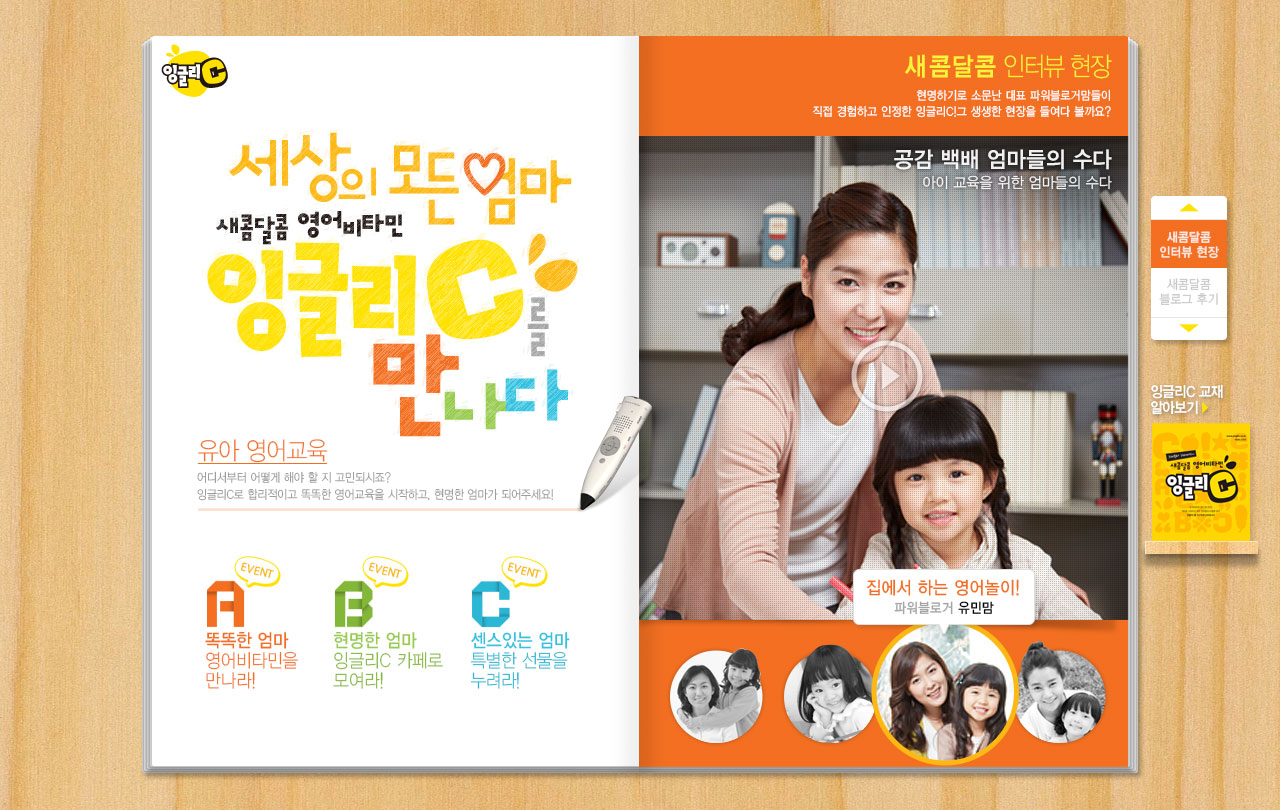 잉글리C
세상의 모든 엄마
새콤달콤 영어비타민
잉글리C를
만나다
유아 영어교육
어디서부터 어떻게 해야 할 지 고민되시죠?
잉글리C로 합리적이고 똑똑한 영어교육을 시작하고, 현명한 엄마가 되어주세요!
EVENT
A
똑똑한 엄마
영어비타민을
만나라!
EVENT
B
현명한 엄마
잉글리C 카페로
모여라!
EVENT
C
센스있는 엄마
특별한 선물을
누려라!
새콤달콤 인터뷰 현장
현명하기로 소문난 대표 파워블로거맘들이
직접 경험하고 인정한 잉글리C!그 생생한 현장을 들여다 볼까요?
공감 백배 엄마들의 수다
아이 교육을 위한 엄마들의 수다
집에서 하는 영어놀이!
파워블로거 유민맘
새콤달콤
인터뷰 현장
새콤달콤
블로그 후기
잉글리C 교재
알아보기
새콤달콤 영어비타민
잉글리C